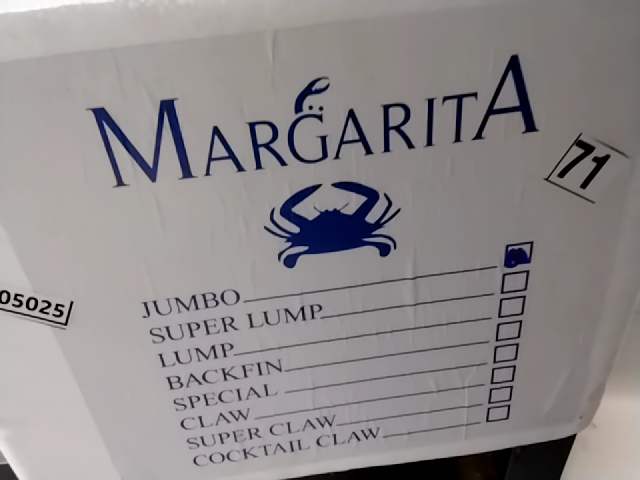 MARGARITA
71
05025
JUMBO
SUPER LUMP
LUMP
BACKFIN
SPECIAL
CLAW
SUPER CLAW
COCKTAIL CLAW